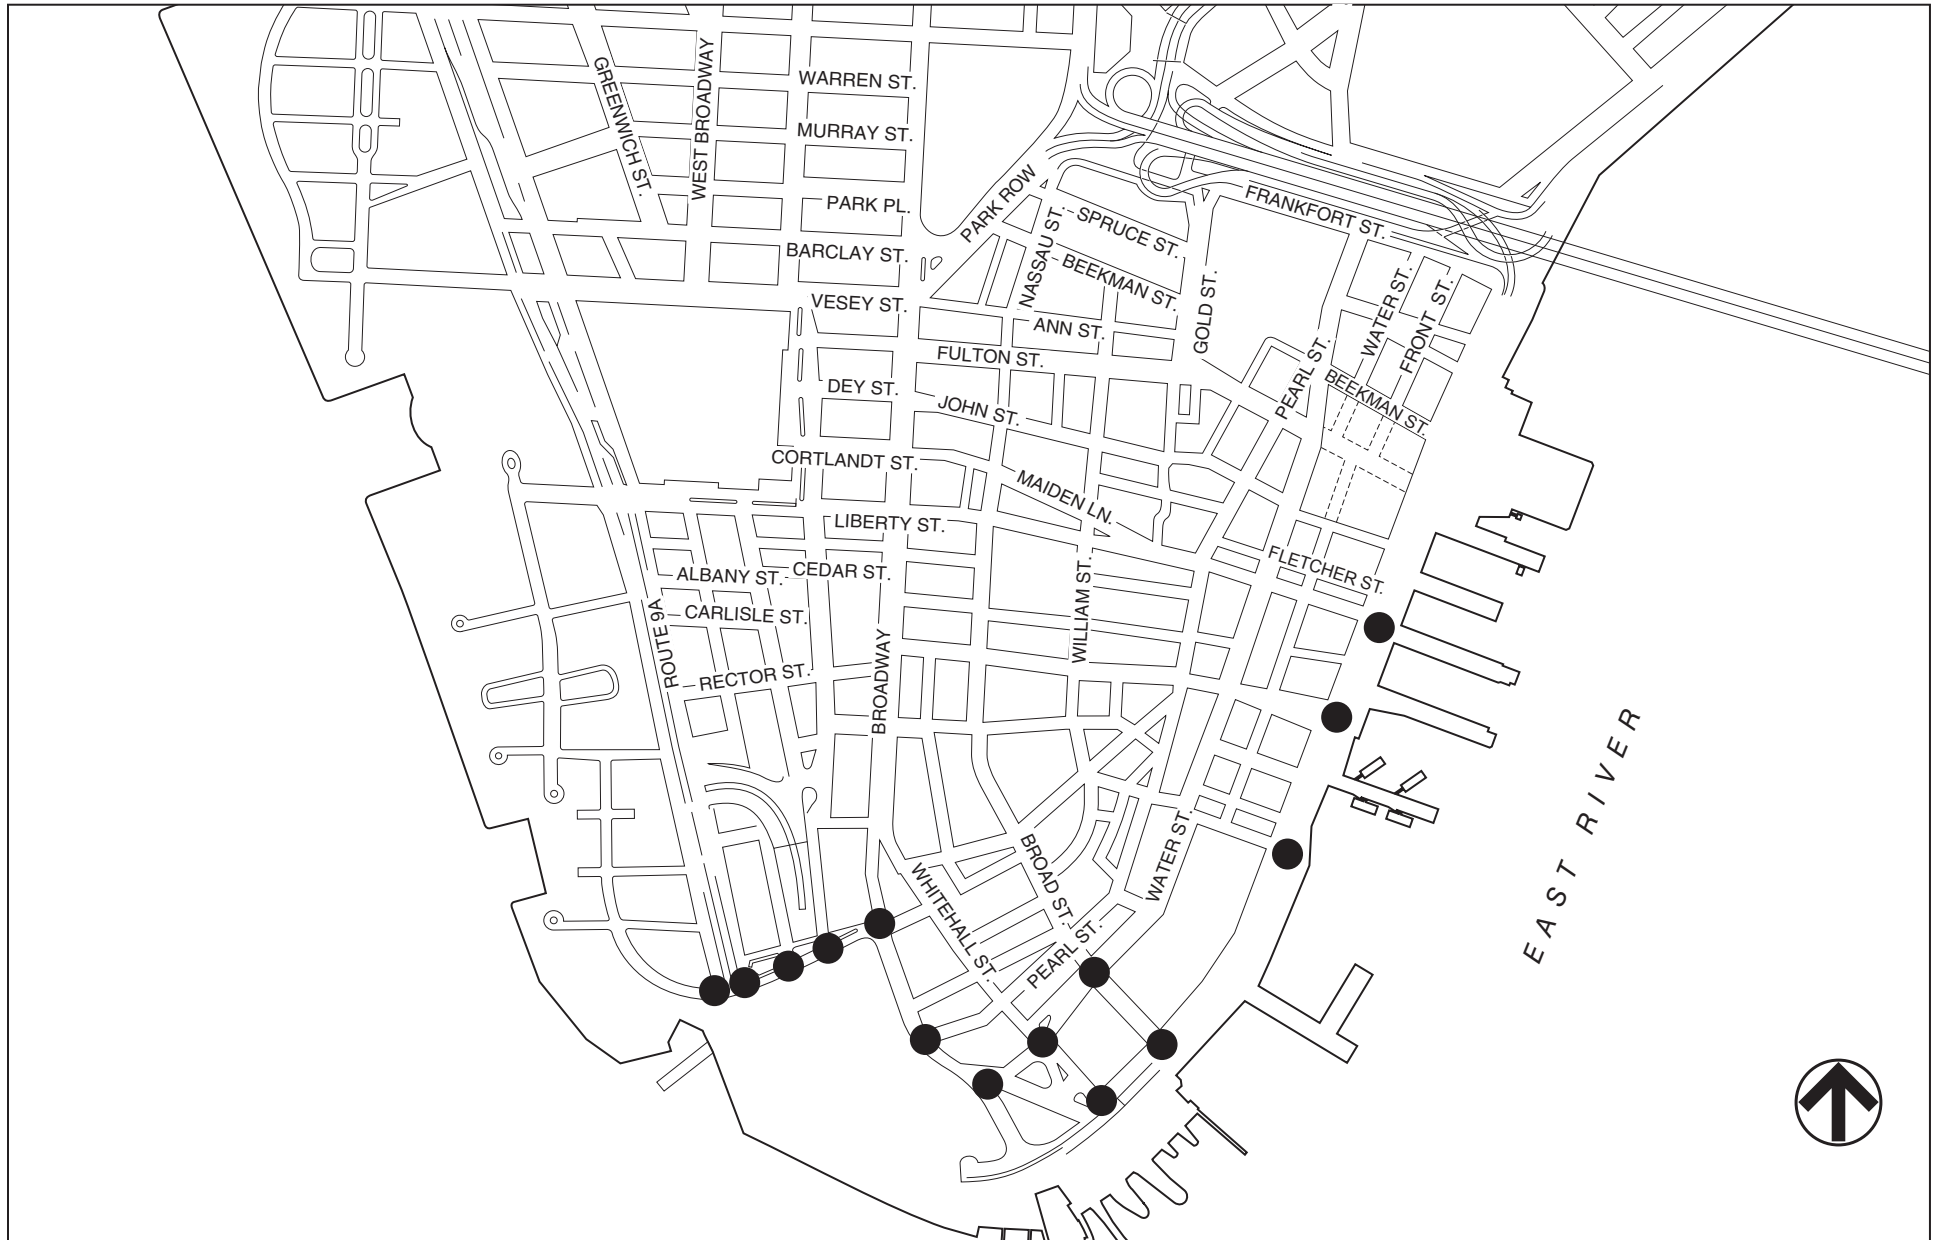 WARREN ST.
GREENWICH ST.
WEST BROADWAY
MURRAY ST.
PARK PL.
PARK ROW
FRANKFORT ST.
SPRUCE ST.
NASSAU ST.
BARCLAY ST.
BEEKMAN ST.
GOLD ST.
WATER ST.
FRONT ST.
VESEY ST.
ANN ST.
FULTON ST.
PEARL ST.
DEY ST.
JOHN ST.
BEEKMAN ST.
CORTLANDT ST.
MAIDEN LN.
LIBERTY ST.
FLETCHER ST.
ALBANY ST.
CEDAR ST.
WILLIAM ST.
CARLISLE ST.
ROUTE 9A
RECTOR ST.
BROADWAY
EAST RIVER
WATER ST.
BROAD ST.
WHITEHALL ST.
PEARL ST.